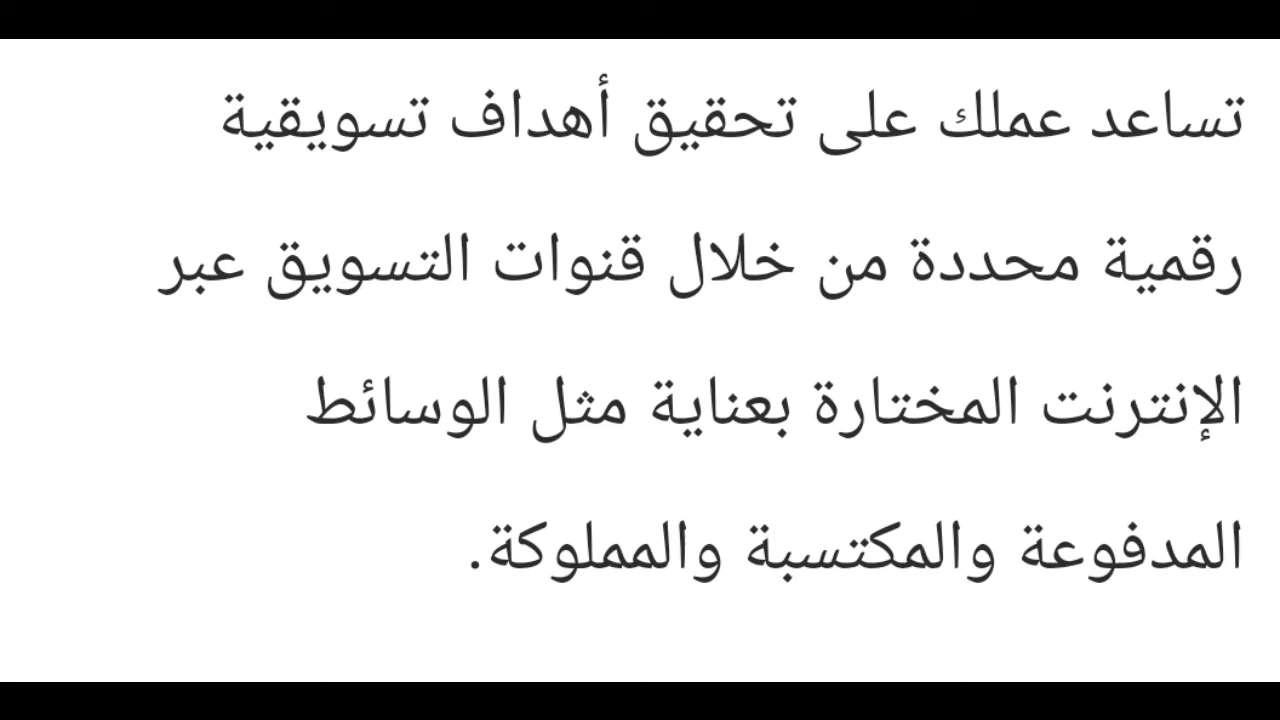 تساعد عملك على تحقيق أهداف تسويقية
رقمية محددة من خلال قنوات التسويق عبر
الإنترنت المختارة بعناية مثل الوسائط
المدفوعة والمكتسبة والمملوكة.